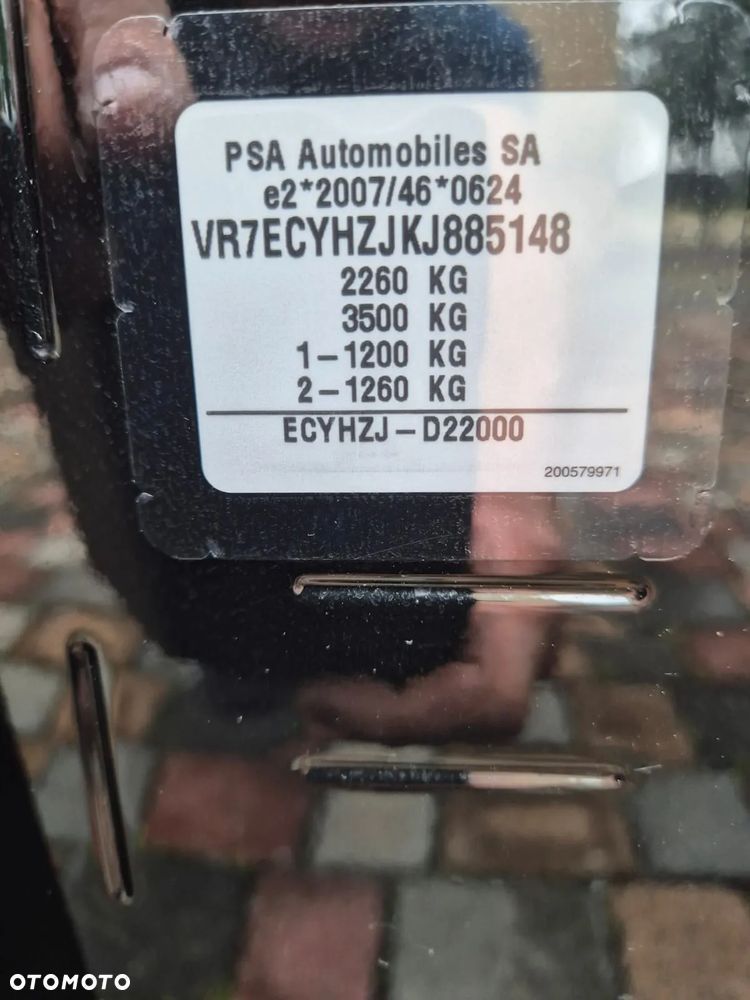 PSA Automobiles SA
e2*2007/46*0624
VR7ECYHZJKJ885148
2260 KG
3500 KG
1-1200 KG
2-1260 KG
ECYHZJ-D22000
200579971
OTOMOTO